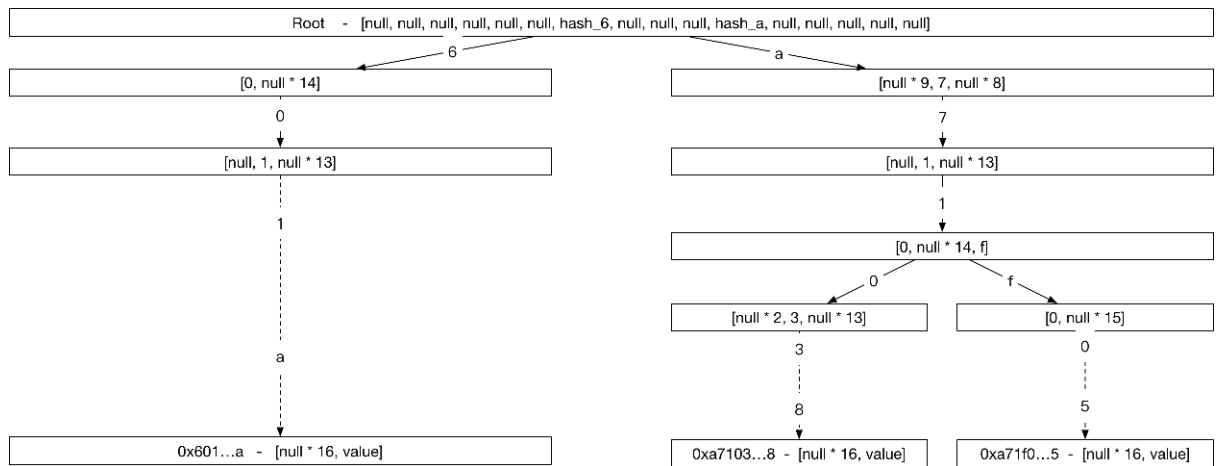 Root - [null, null, null, null, null, null, hash_6, null, null, null, hash_a, null, null, null, null, null]
6
a
[0, null * 14]
[null * 9, 7, null * 8]
0
7
[null, 1, null * 13]
[null, 1, null * 13]
1
1
[0, null * 14, f]
0
f
[null * 2, 3, null * 13]
[0, null * 15]
a
3
0
8
5
0x601...a - [null * 16, value]
0xa7103...8 - [null * 16, value]
0xa71f0...5 - [null * 16, value]